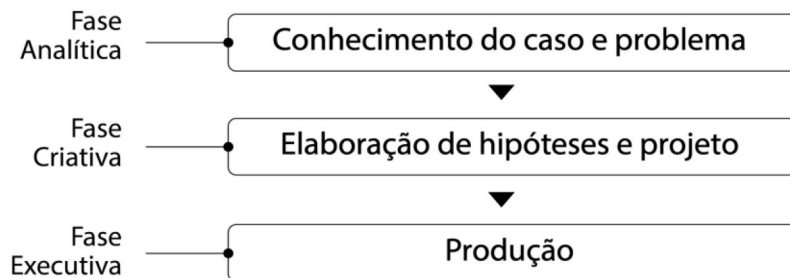 Fase
Analítica
Conhecimento do caso e problema
Fase
Criativa
Elaboração de hipóteses e projeto
Fase
Executiva
Produção